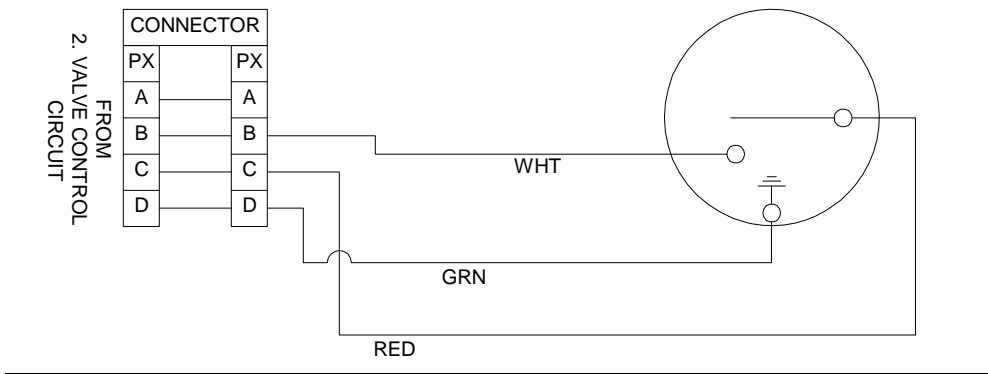 CONNECTOR
PX PX
A A
B B
C C
D D
FROM
2. VALVE CONTROL
CIRCUIT
WHT
GRN
RED